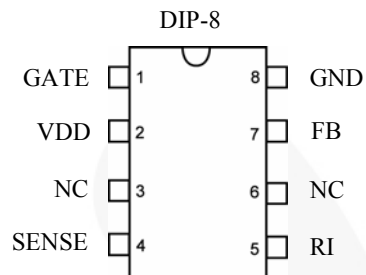 DIP-8
GATE 1 8 GND
VDD 2 7 FB
NC 3 6 NC
SENSE 4 5 RI